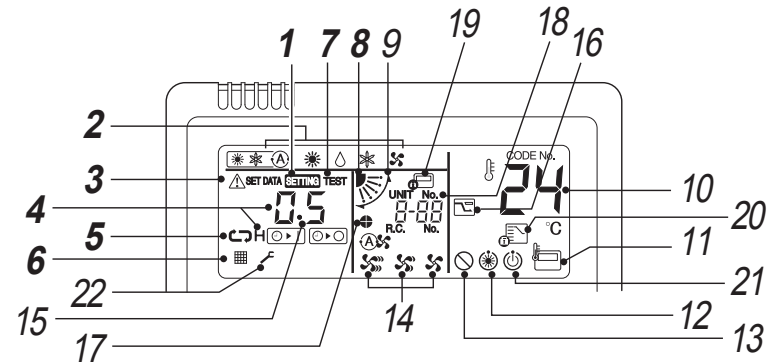 1 7 8 9 19 18 16
2
CODE No.
A
3 SET DATA SETTING TEST
UNIT No.
24 10
4 0.5 8-88
R.C. No.
20
5 H °C
A 11
6
22 21
15 12
17 14 13